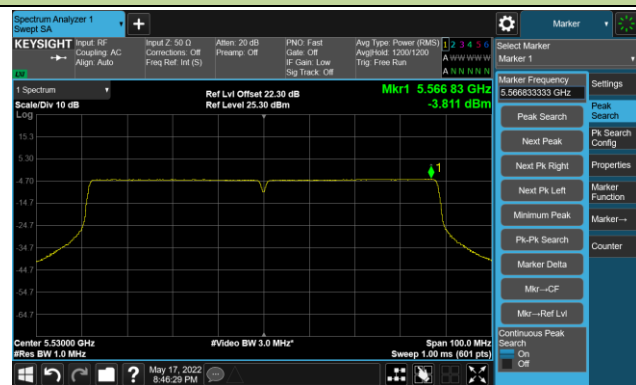 Spectrum Analyzer 1
Swept SA
Marker
KEYSIGHT
Input: RF
Coupling: AC
Align: Auto
Input Z: 50 Ω
Corrections: Off
Freq Ref: Int (S)
Atten: 20 dB
Preamp: Off
PNO: Fast
Gate: Off
IF Gain: Low
Sig Track: Off
Avg Type: Power (RMS)
Avg|Hold: 1200/1200
Trig: Free Run
1 2 3 4 5 6
A W W W W W
A N N N N N
Select Marker
Marker 1
1 Spectrum
Scale/Div 10 dB
Ref Lvl Offset 22.30 dB
Ref Level 25.30 dBm
Mkr1 5.566 83 GHz
-3.811 dBm
Log
15.3
5.30
-4.70
-14.7
-24.7
-34.7
-44.7
-54.7
-64.7
1
Center 5.53000 GHz
#Res BW 1.0 MHz
#Video BW 3.0 MHz*
Span 100.0 MHz
Sweep 1.00 ms (601 pts)
Marker Frequency
5.566833333 GHz
Peak Search
Next Peak
Next Pk Right
Next Pk Left
Minimum Peak
Pk-Pk Search
Marker Delta
Mkr→CF
Mkr→Ref Lvl
Continuous Peak
Search
On
Off
Settings
Peak
Search
Pk Search
Config
Properties
Marker
Function
Marker→
Counter
May 17, 2022
8:46:29 PM